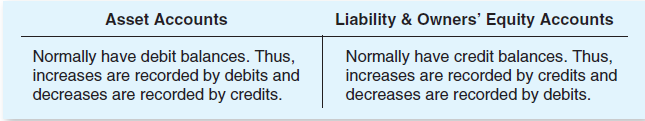 Asset Accounts
Liability & Owners’ Equity Accounts
Normally have debit balances. Thus,
increases are recorded by debits and
decreases are recorded by credits.
Normally have credit balances. Thus,
increases are recorded by credits and
decreases are recorded by debits.